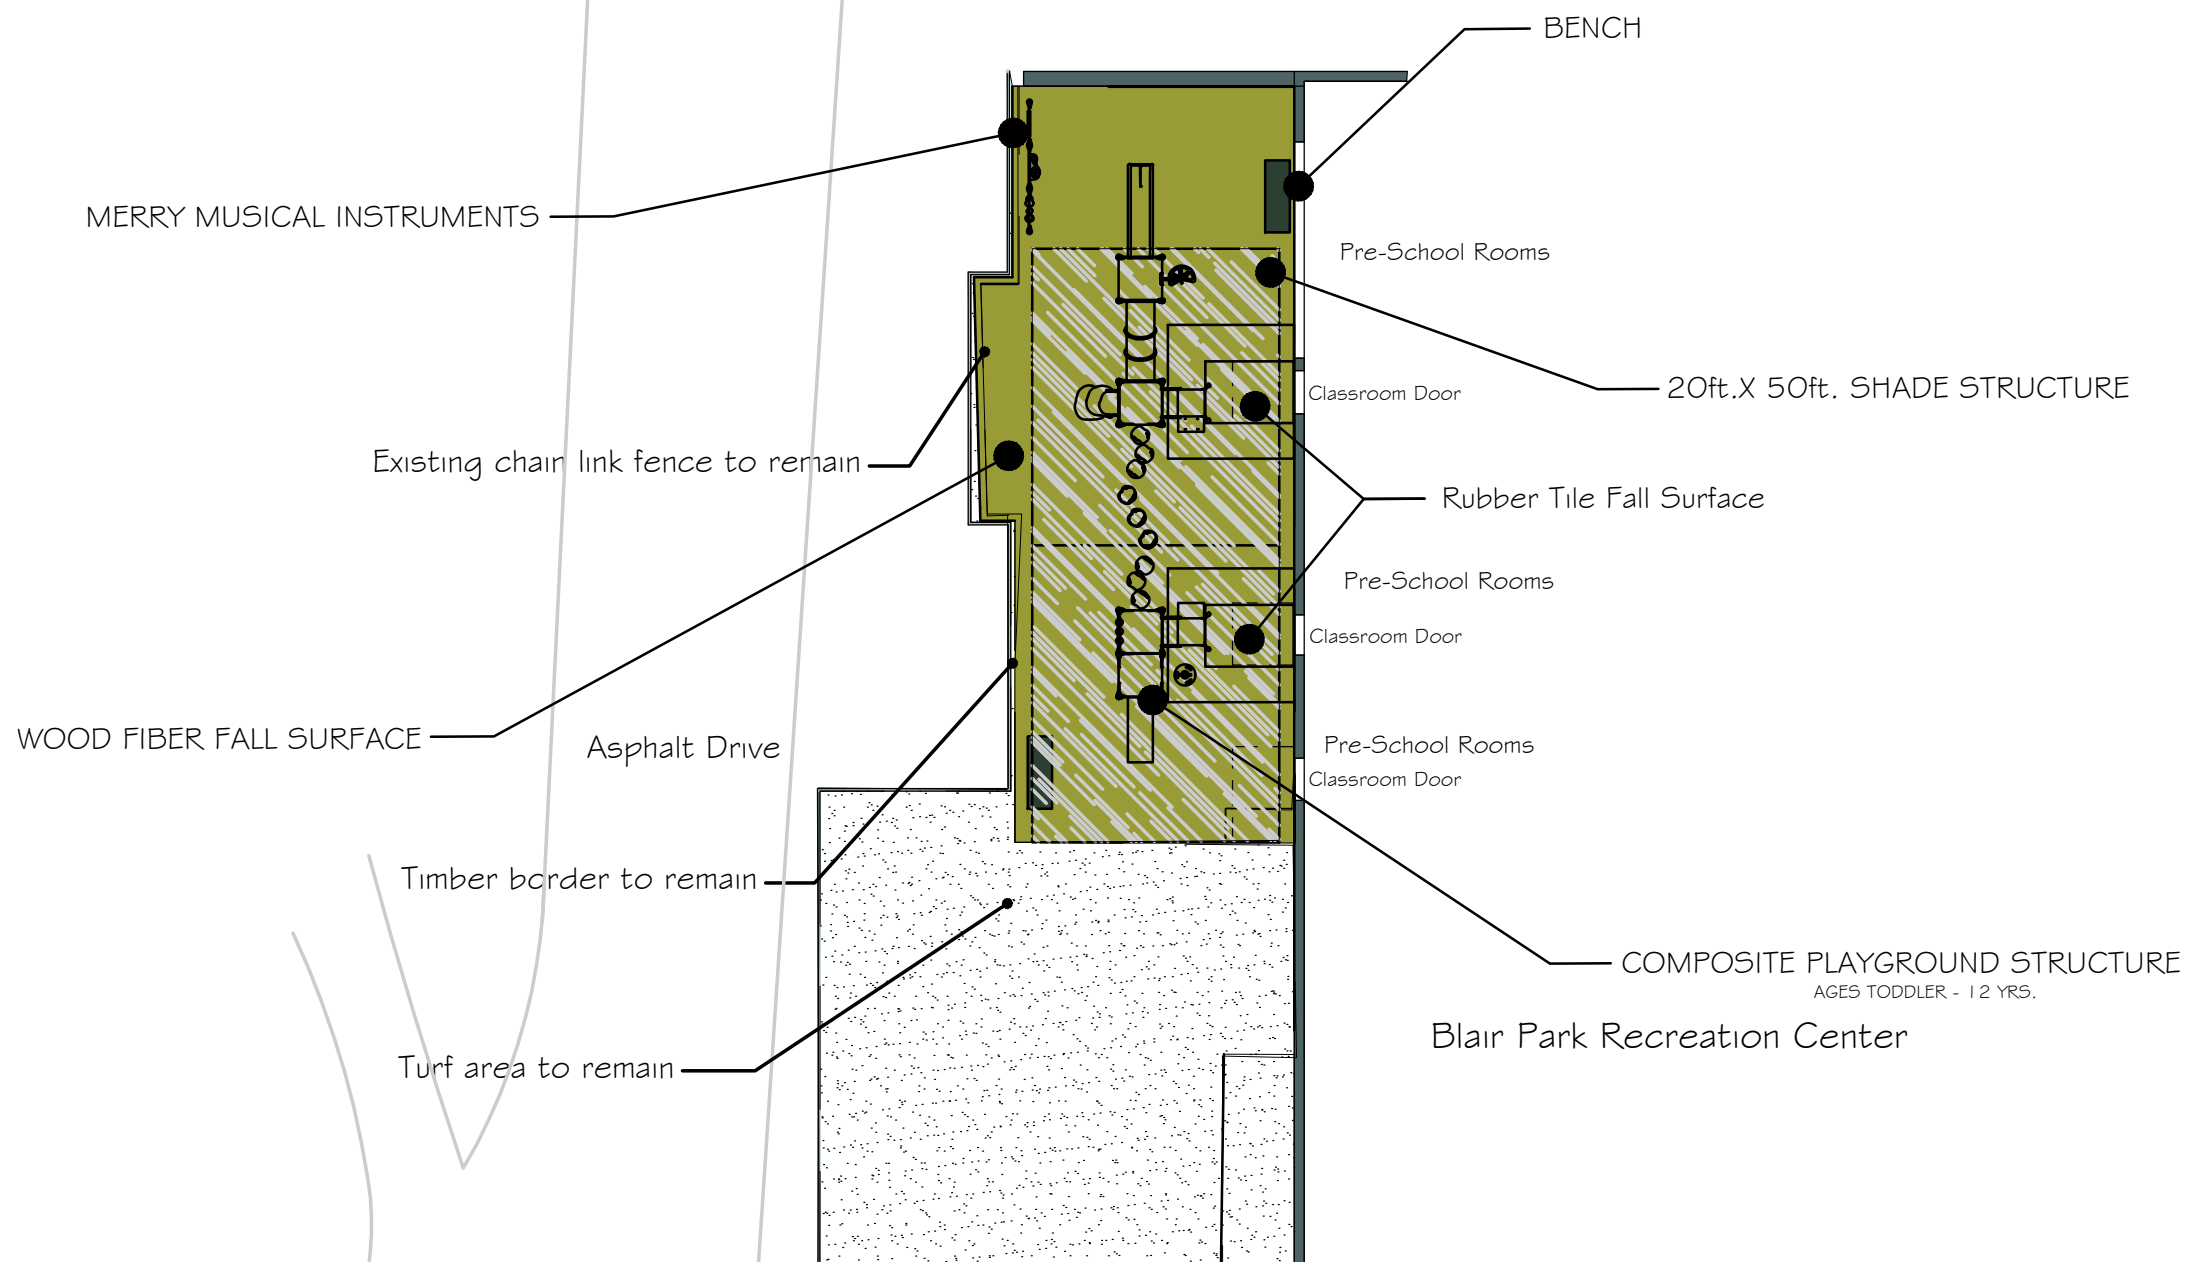 BENCH
MERRY MUSICAL INSTRUMENTS
Pre-School Rooms
20ft.X 50ft. SHADE STRUCTURE
Classroom Door
Existing chain link fence to remain
Rubber Tile Fall Surface
Pre-School Rooms
Classroom Door
WOOD FIBER FALL SURFACE
Asphalt Drive
Pre-School Rooms
Classroom Door
Timber border to remain
COMPOSITE PLAYGROUND STRUCTURE
AGES TODDLER - 12 YRS.
Blair Park Recreation Center
Turf area to remain